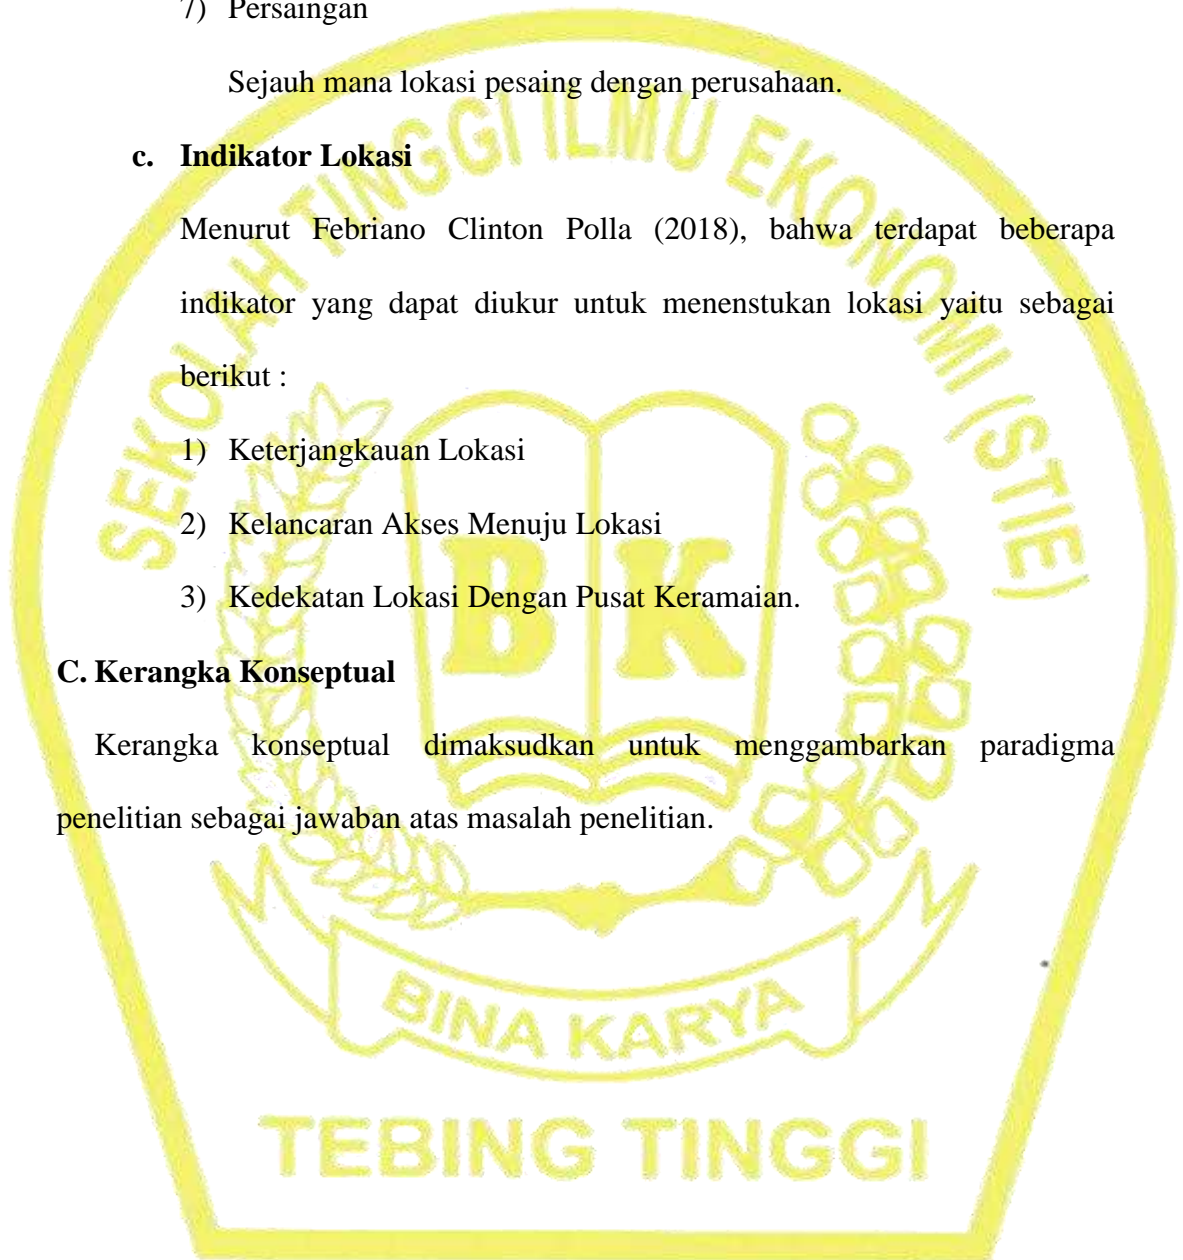 7) Persaingan
Sejauh mana lokasi pesaing dengan perusahaan.
c. Indikator Lokasi
Menurut Febriano Clinton Polla (2018), bahwa terdapat beberapa
indikator yang dapat diukur untuk menenstukan lokasi yaitu sebagai
berikut :
1) Keterjangkauan Lokasi
2) Kelancaran Akses Menuju Lokasi
3) Kedekatan Lokasi Dengan Pusat Keramaian.
C. Kerangka Konseptual
Kerangka konseptual dimaksudkan untuk menggambarkan paradigma
penelitian sebagai jawaban atas masalah penelitian.
SEKOLAH TINGGI ILMU EKONOMI (STIE)
BK
BINA KARYA
TEBING TINGGI